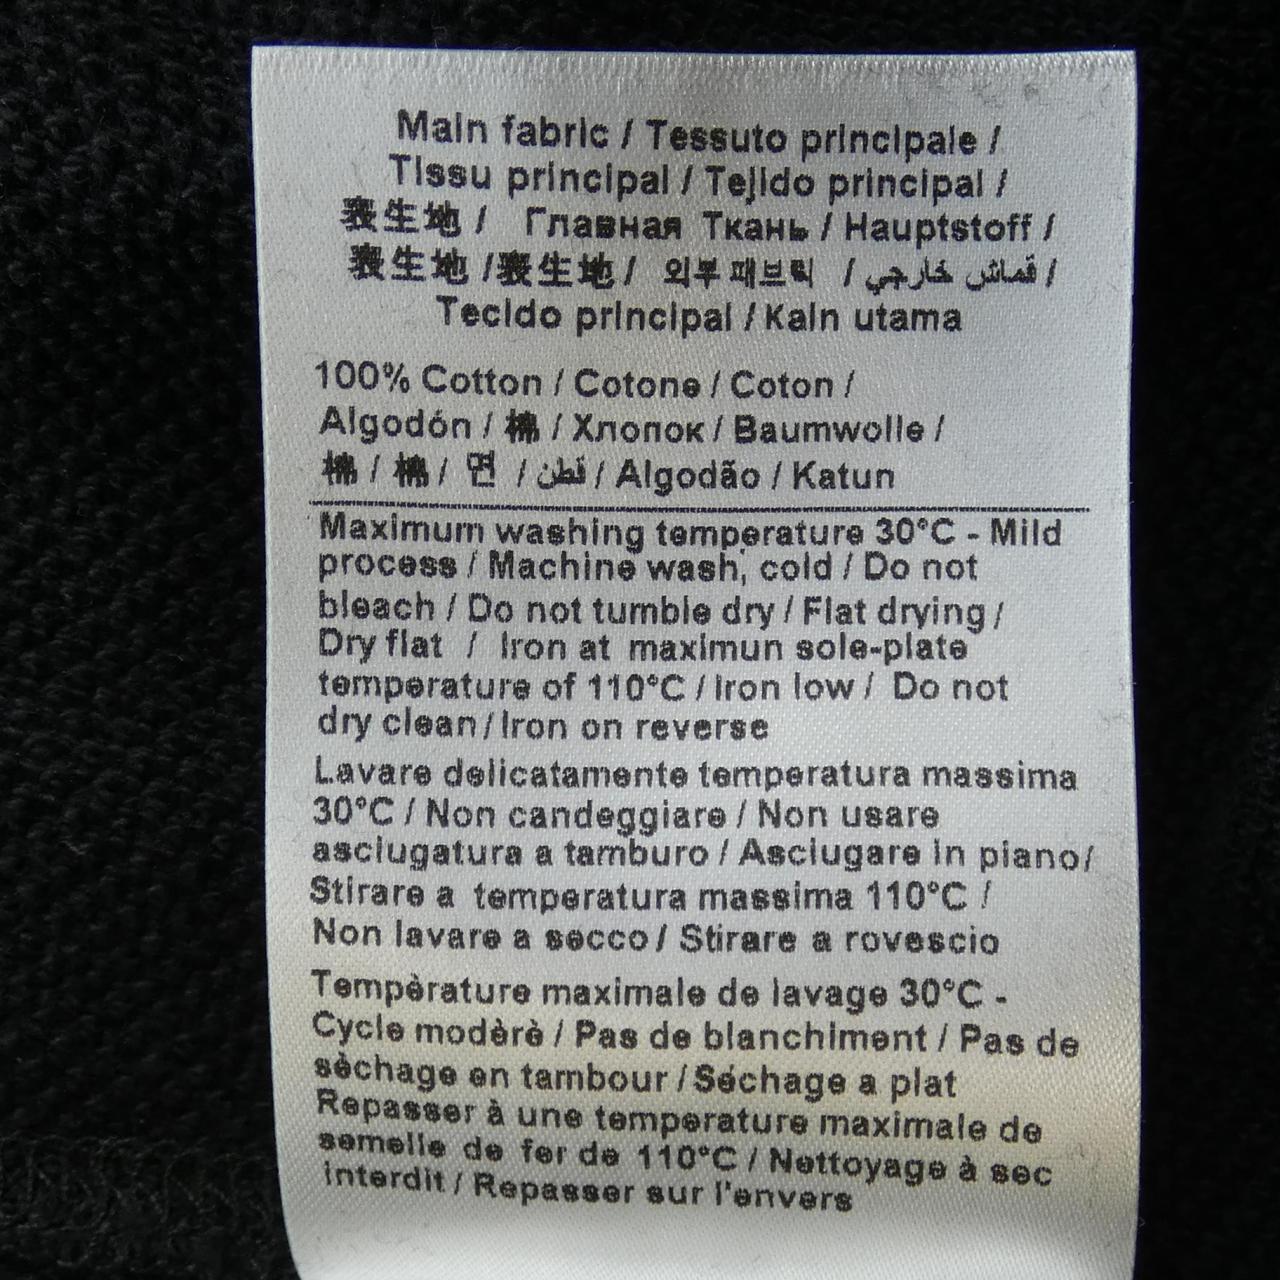 Main fabric / Tessuto principale /
Tissu principal / Tejido principal /
表生地 / Главная Ткань / Hauptstoff /
表生地 / 表生地 / 외부 패브릭 / قماش خارجي /
Tecido principal / Kain utama
100% Cotton / Cotone / Coton /
Algodón / 棉 / Хлопок / Baumwolle /
棉 / 棉 / 면 / قطن / Algodão / Katun
Maximum washing temperature 30°C - Mild
process / Machine wash, cold / Do not
bleach / Do not tumble dry / Flat drying /
Dry flat / Iron at maximun sole-plate
temperature of 110°C / Iron low / Do not
dry clean / Iron on reverse
Lavare delicatamente temperatura massima
30°C / Non candeggiare / Non usare
asciugatura a tamburo / Asciugare in piano/
Stirare a temperatura massima 110°C /
Non lavare a secco / Stirare a rovescio
Tempèrature maximale de lavage 30°C -
Cycle modèrè / Pas de blanchiment / Pas de
sèchage en tambour / Séchage a plat
Repasser à une temperature maximale de
semelle de fer de 110°C / Nettoyage à sec
interdit / Repasser sur l'envers